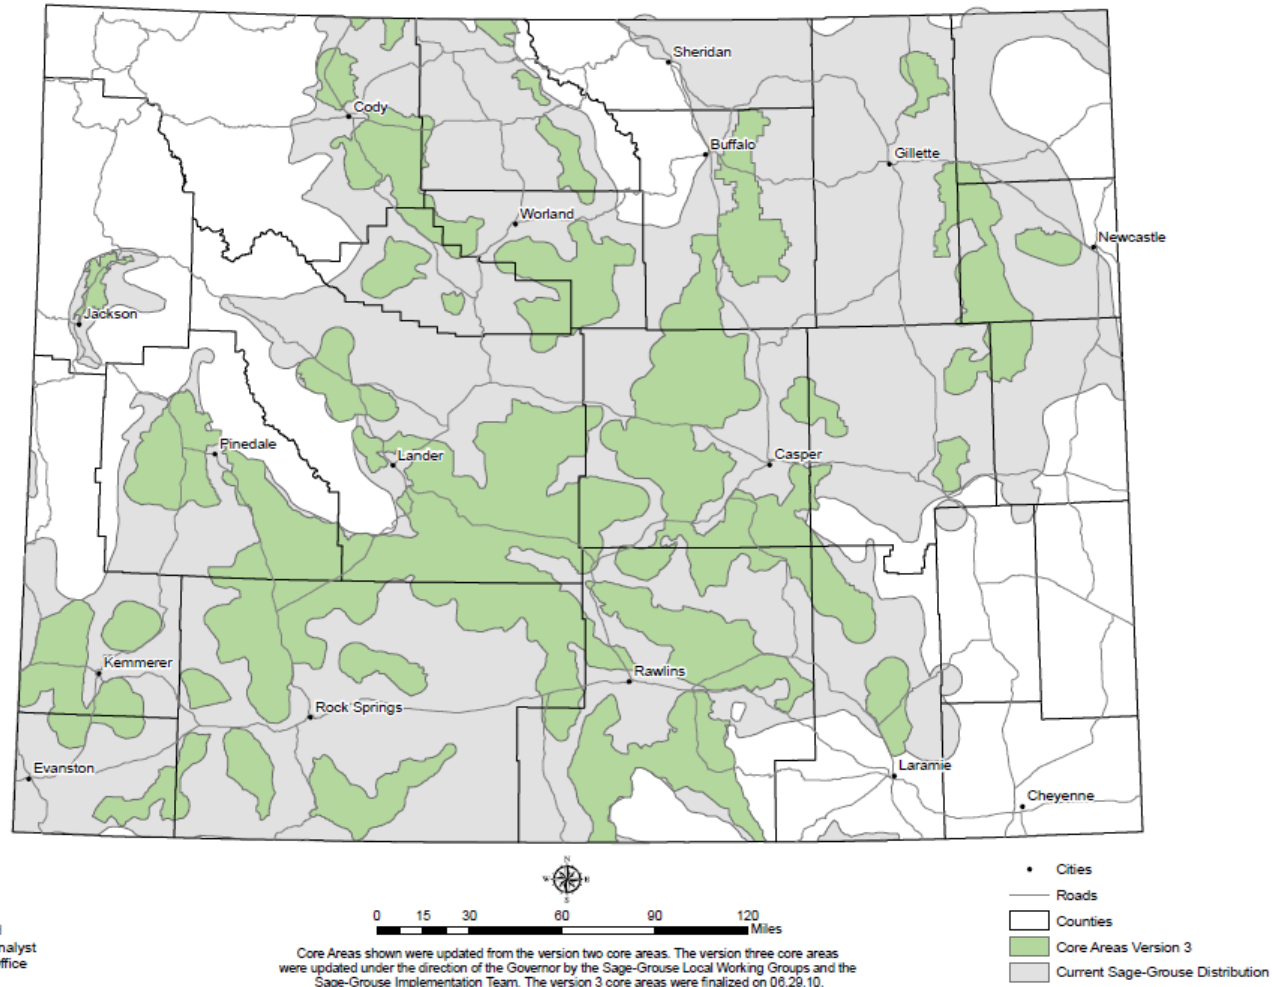 Sheridan
Cody
Buffalo
Gillette
Worland
Newcastle
Jackson
Pinedale
Lander
Casper
Kemmerer
Rawlins
Rock Springs
Evanston
Laramie
Cheyenne
N
W E
S
0 15 30 60 90 120
Miles
Cities
Roads
Counties
Core Areas Version 3
Current Sage-Grouse Distribution
nalyst
ffice
Core Areas shown were updated from the version two core areas. The version three core areas
were updated under the direction of the Governor by the Sage-Grouse Local Working Groups and the
Sage-Grouse Implementation Team. The version 3 core areas were finalized on 06.29.10.